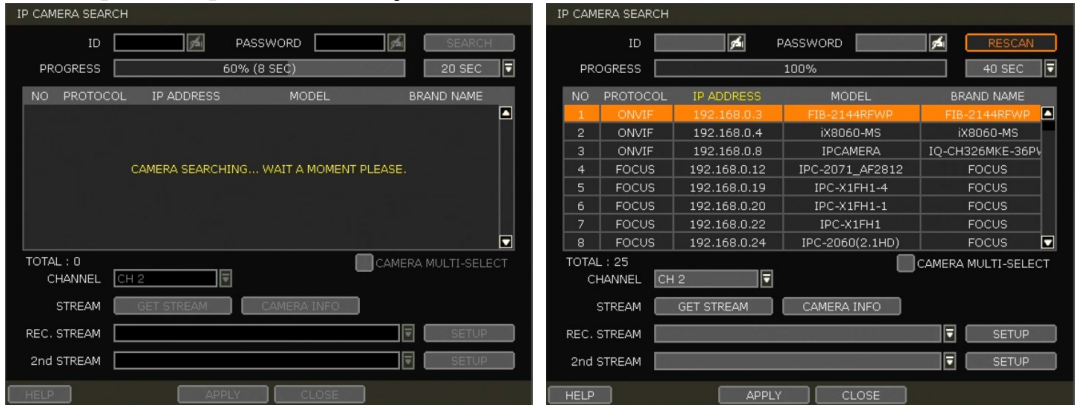 IP CAMERA SEARCH
ID PASSWORD SEARCH
PROGRESS 60% (8 SEC) 20 SEC
NO PROTOCOL IP ADDRESS MODEL BRAND NAME
CAMERA SEARCHING... WAIT A MOMENT PLEASE.
TOTAL : 0 CAMERA MULTI-SELECT
CHANNEL CH 2
STREAM GET STREAM CAMERA INFO
REC. STREAM SETUP
2nd STREAM SETUP
HELP APPLY CLOSE
IP CAMERA SEARCH
ID PASSWORD RESCAN
PROGRESS 100% 40 SEC
NO PROTOCOL IP ADDRESS MODEL BRAND NAME
1 ONVIF 192.168.0.3 FIB-2144RFWP FIB-2144RFWP
2 ONVIF 192.168.0.4 iX8060-MS iX8060-MS
3 ONVIF 192.168.0.8 IPCAMERA IQ-CH326MKE-36PV
4 FOCUS 192.168.0.12 IPC-2071_AF2812 FOCUS
5 FOCUS 192.168.0.19 IPC-X1FH1-4 FOCUS
6 FOCUS 192.168.0.20 IPC-X1FH1-1 FOCUS
7 FOCUS 192.168.0.22 IPC-X1FH1 FOCUS
8 FOCUS 192.168.0.24 IPC-2060(2.1HD) FOCUS
TOTAL : 25 CAMERA MULTI-SELECT
CHANNEL CH 2
STREAM GET STREAM CAMERA INFO
REC. STREAM SETUP
2nd STREAM SETUP
HELP APPLY CLOSE